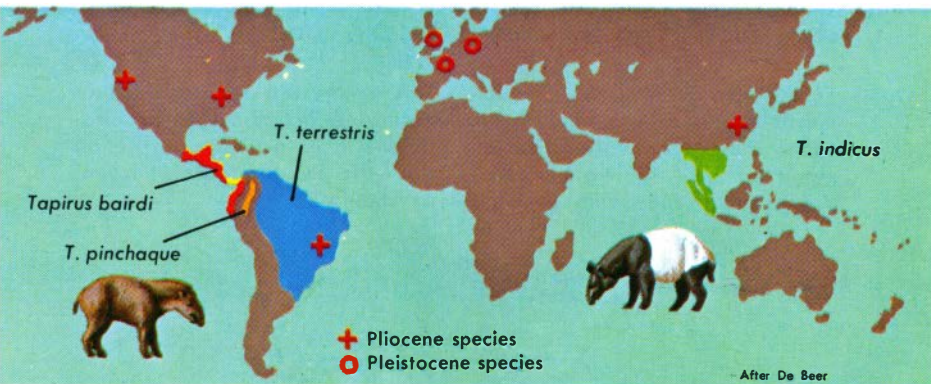 T. terrestris
T. indicus
Tapirus bairdi
T. pinchaque
Pliocene species
Pleistocene species
After De Beer